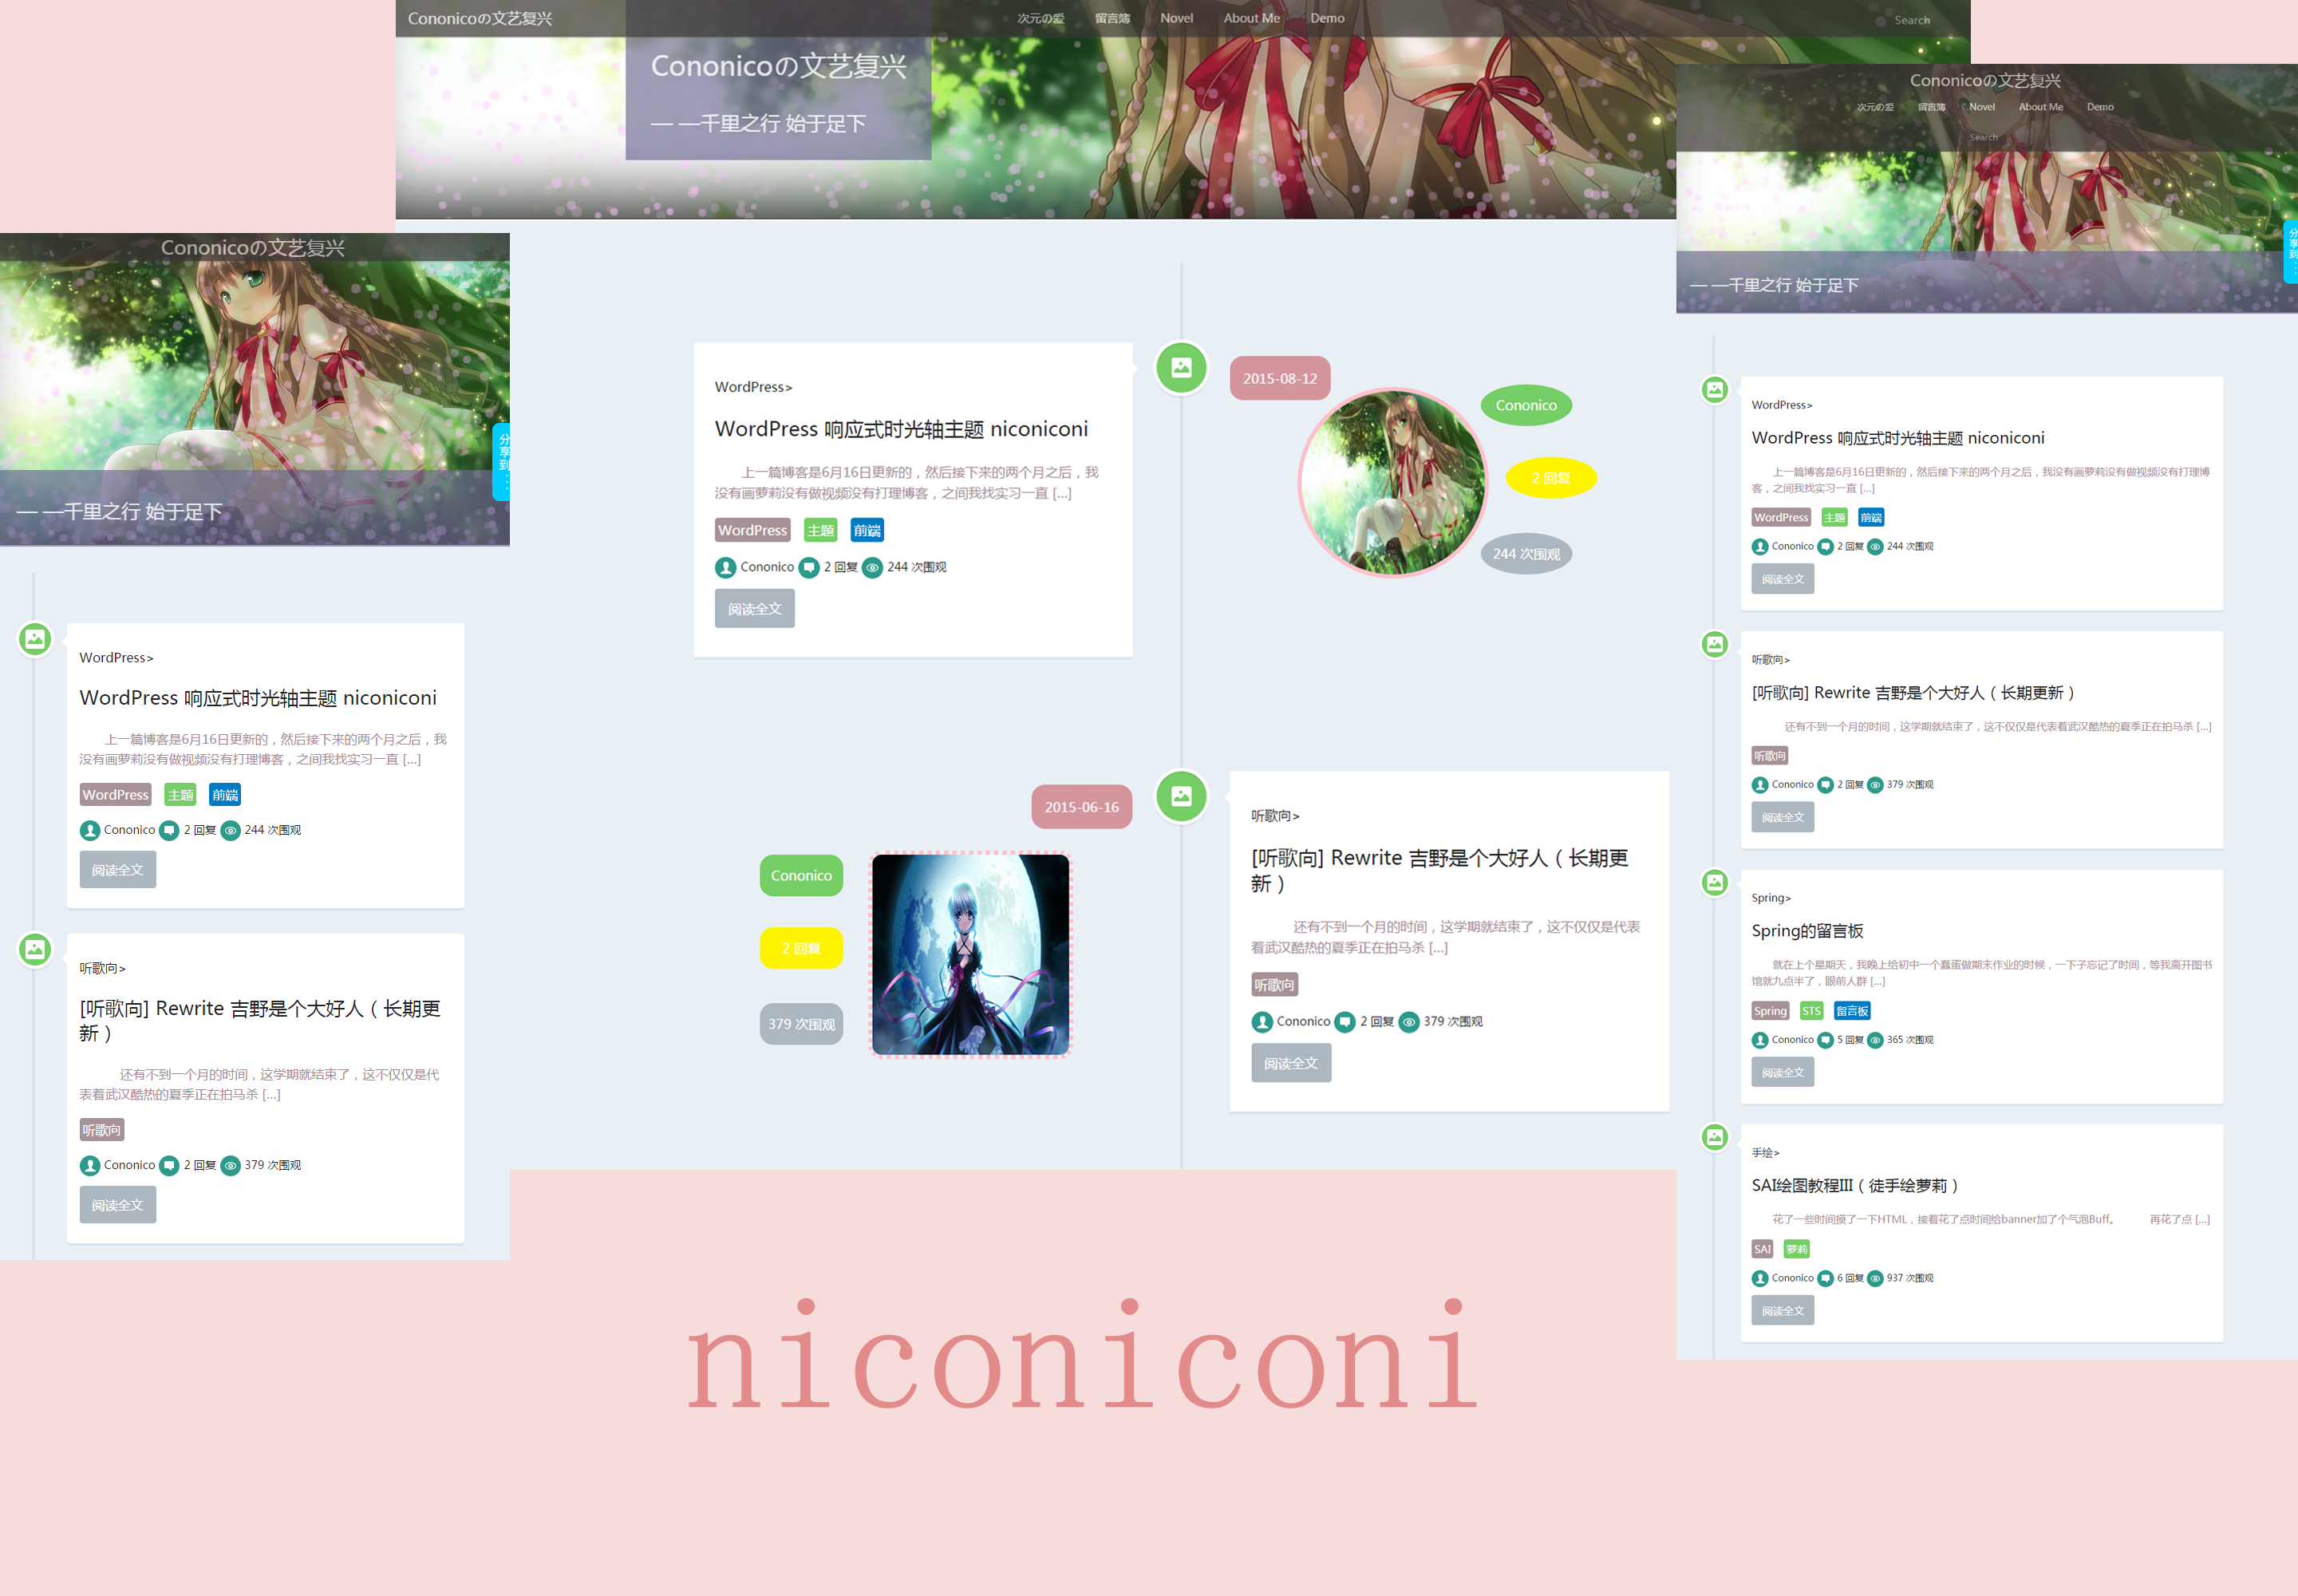 Cononicoの文艺复兴
次元の爱 留言簿 Novel About Me Demo
Search
Cononicoの文艺复兴
— —千里之行 始于足下
WordPress>
WordPress 响应式时光轴主题 niconiconi
上一篇博客是6月16日更新的，然后接下来的两个月之后，我
没有画萝莉没有做视频没有打理博客，之间我找实习一直 [...]
WordPress 主题 前端
Cononico 2 回复 244 次围观
阅读全文
2015-08-12
Cononico
2 回复
244 次围观
2015-06-16
Cononico
2 回复
379 次围观
听歌向>
[听歌向] Rewrite 吉野是个大好人（长期更
新）
还有不到一个月的时间，这学期就结束了，这不仅仅是代表
着武汉酷热的夏季正在拍马杀 [...]
听歌向
Cononico 2 回复 379 次围观
阅读全文
Cononicoの文艺复兴
— —千里之行 始于足下
分享到
WordPress>
WordPress 响应式时光轴主题 niconiconi
上一篇博客是6月16日更新的，然后接下来的两个月之后，我
没有画萝莉没有做视频没有打理博客，之间我找实习一直 [...]
WordPress 主题 前端
Cononico 2 回复 244 次围观
阅读全文
听歌向>
[听歌向] Rewrite 吉野是个大好人（长期更
新）
还有不到一个月的时间，这学期就结束了，这不仅仅是代
表着武汉酷热的夏季正在拍马杀 [...]
听歌向
Cononico 2 回复 379 次围观
阅读全文
Cononicoの文艺复兴
次元の爱 留言簿 Novel About Me Demo
Search
— —千里之行 始于足下
分享到
WordPress>
WordPress 响应式时光轴主题 niconiconi
上一篇博客是6月16日更新的，然后接下来的两个月之后，我没有画萝莉没有做视频没有打理博
客，之间我找实习一直 [...]
WordPress 主题 前端
Cononico 2 回复 244 次围观
阅读全文
听歌向>
[听歌向] Rewrite 吉野是个大好人（长期更新）
还有不到一个月的时间，这学期就结束了，这不仅仅是代表着武汉酷热的夏季正在拍马杀 [...]
听歌向
Cononico 2 回复 379 次围观
阅读全文
Spring>
Spring的留言板
就在上个星期天，我晚上给初中一个蠢蛋做期末作业的时候，一下子忘记了时间，等我离开图书
馆就九点半了，眼前人群 [...]
Spring STS 留言板
Cononico 5 回复 365 次围观
阅读全文
手绘>
SAI绘图教程III（徒手绘萝莉）
花了一些时间摸了一下HTML，接着花了点时间给banner加了个气泡Buff。 再花了点 [...]
SAI 萝莉
Cononico 6 回复 937 次围观
阅读全文
niconiconi